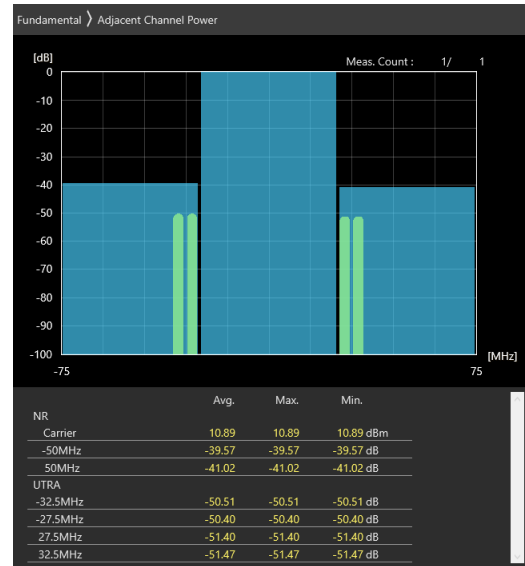 Fundamental 〉 Adjacent Channel Power
[dB]
Meas. Count : 1/ 1
0
-10
-20
-30
-40
-50
-60
-70
-80
-90
-100
[MHz]
-75 75
Avg. Max. Min.
NR
Carrier 10.89 10.89 10.89 dBm
-50MHz -39.57 -39.57 -39.57 dB
50MHz -41.02 -41.02 -41.02 dB
UTRA
-32.5MHz -50.51 -50.51 -50.51 dB
-27.5MHz -50.40 -50.40 -50.40 dB
27.5MHz -51.40 -51.40 -51.40 dB
32.5MHz -51.47 -51.47 -51.47 dB